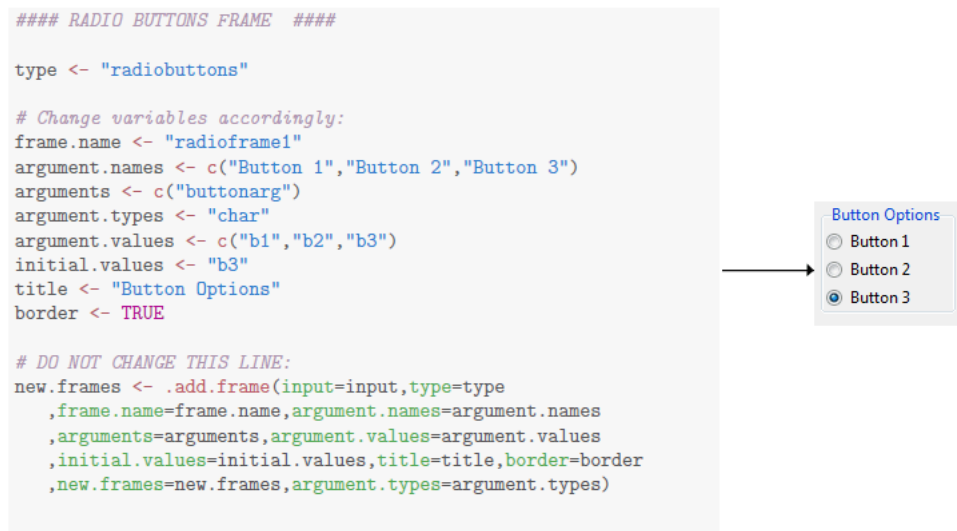 #### RADIO BUTTONS FRAME  ####
type <- "radiobuttons"
# Change variables accordingly:
frame.name <- "radioframe1"
argument.names <- c("Button 1","Button 2","Button 3")
arguments <- c("buttonarg")
argument.types <- "char"
argument.values <- c("b1","b2","b3")
initial.values <- "b3"
title <- "Button Options"
border <- TRUE
# DO NOT CHANGE THIS LINE:
new.frames <- .add.frame(input=input,type=type
,frame.name=frame.name,argument.names=argument.names
,arguments=arguments,argument.values=argument.values
,initial.values=initial.values,title=title,border=border
,new.frames=new.frames,argument.types=argument.types)
Button Options
Button 1
Button 2
Button 3